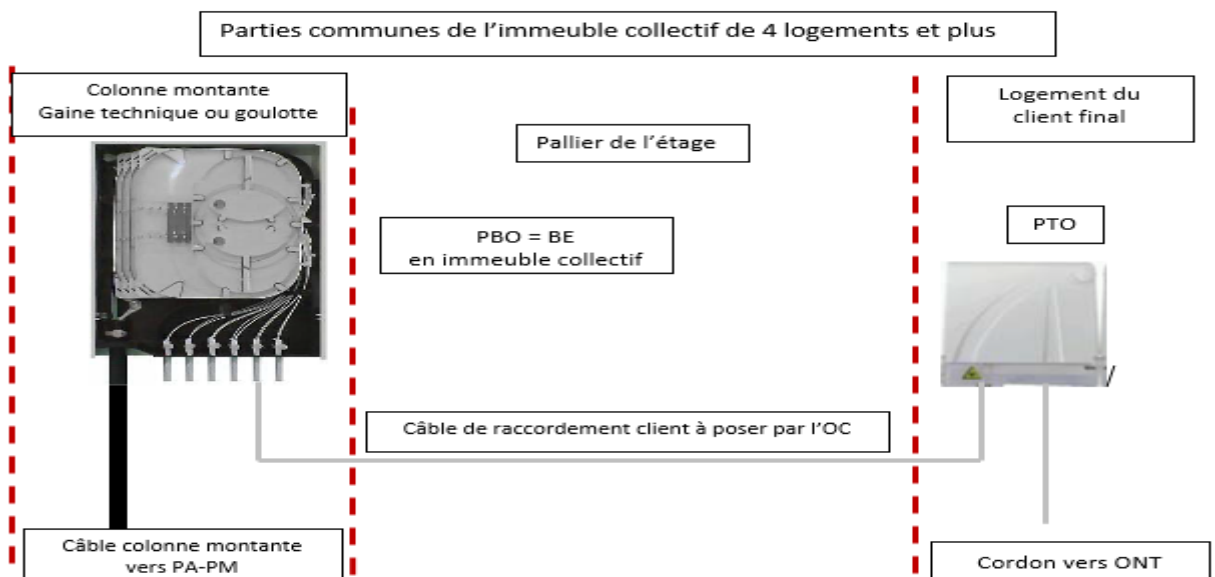 Parties communes de l'immeuble collectif de 4 logements et plus
Colonne montante
Gaine technique ou goulotte
Logement du
client final
Pallier de l'étage
PBO = BE
en immeuble collectif
PTO
Câble de raccordement client à poser par l'OC
Câble colonne montante
vers PA-PM
Cordon vers ONT